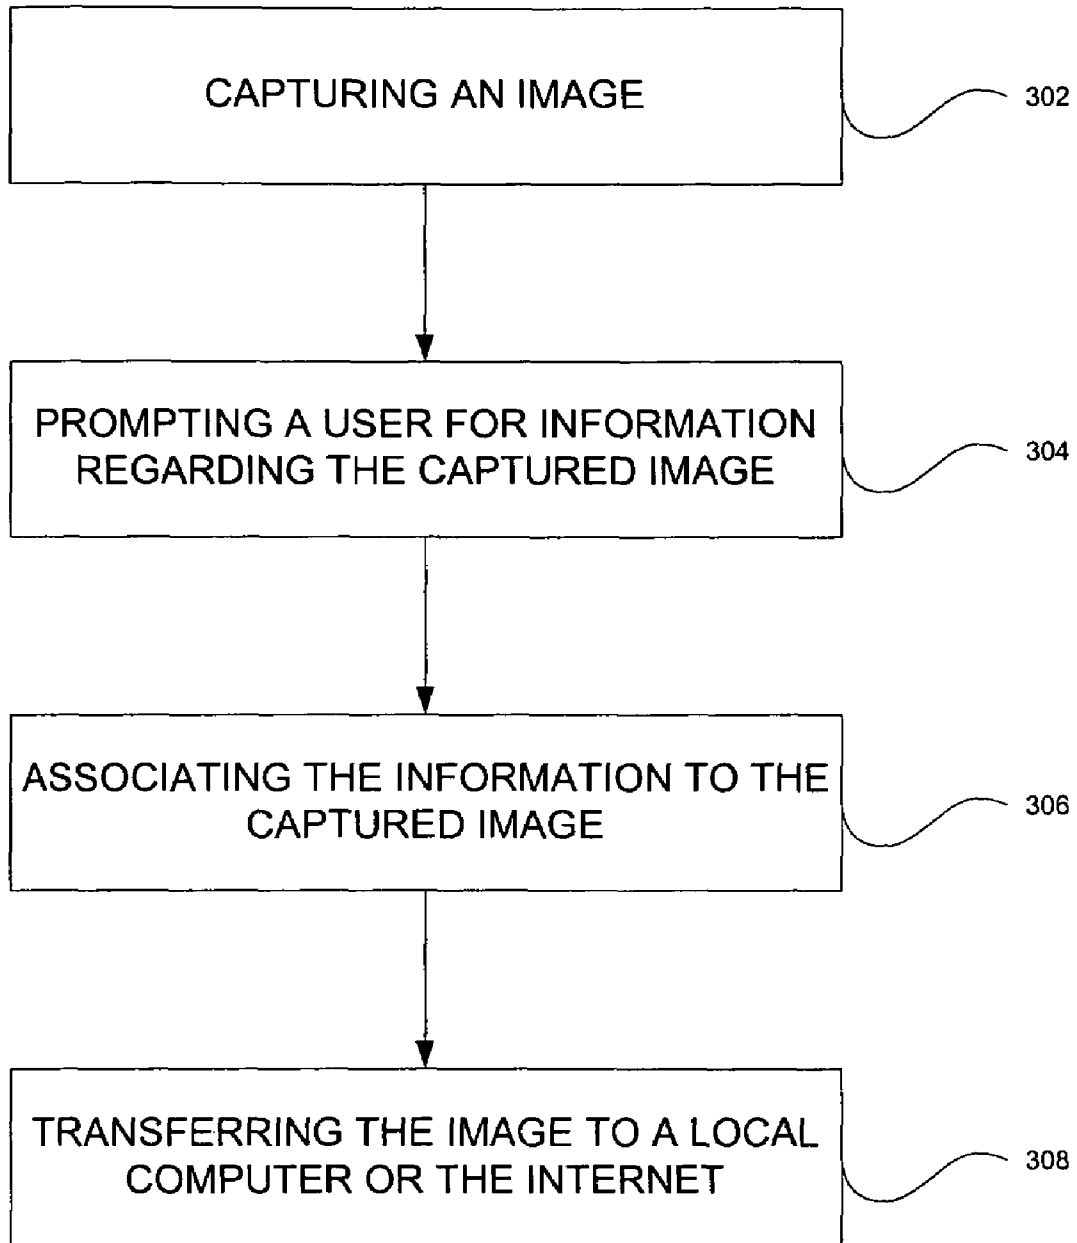 CAPTURING AN IMAGE
302
PROMPTING A USER FOR INFORMATION
REGARDING THE CAPTURED IMAGE
304
ASSOCIATING THE INFORMATION TO THE
CAPTURED IMAGE
306
TRANSFERRING THE IMAGE TO A LOCAL
COMPUTER OR THE INTERNET
308